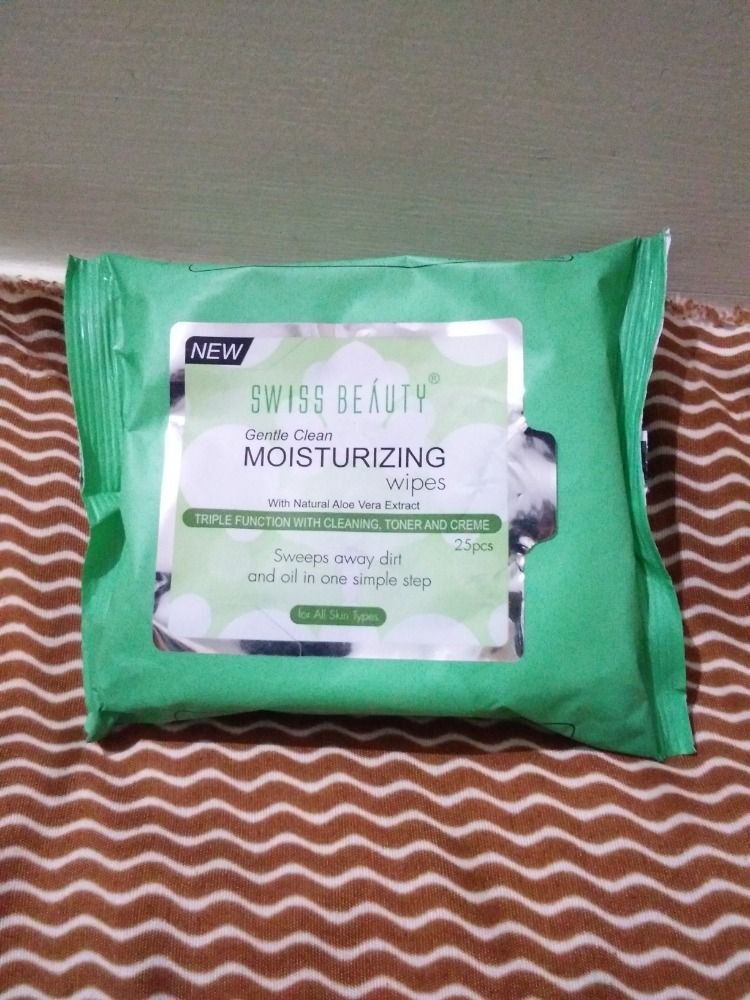 NEW
SWISS BEÁUTY®
Gentle Clean
MOISTURIZING
wipes
With Natural Aloe Vera Extract
TRIPLE FUNCTION WITH CLEANING, TONER AND CREME
25pcs
Sweeps away dirt
and oil in one simple step
for All Skin Types.